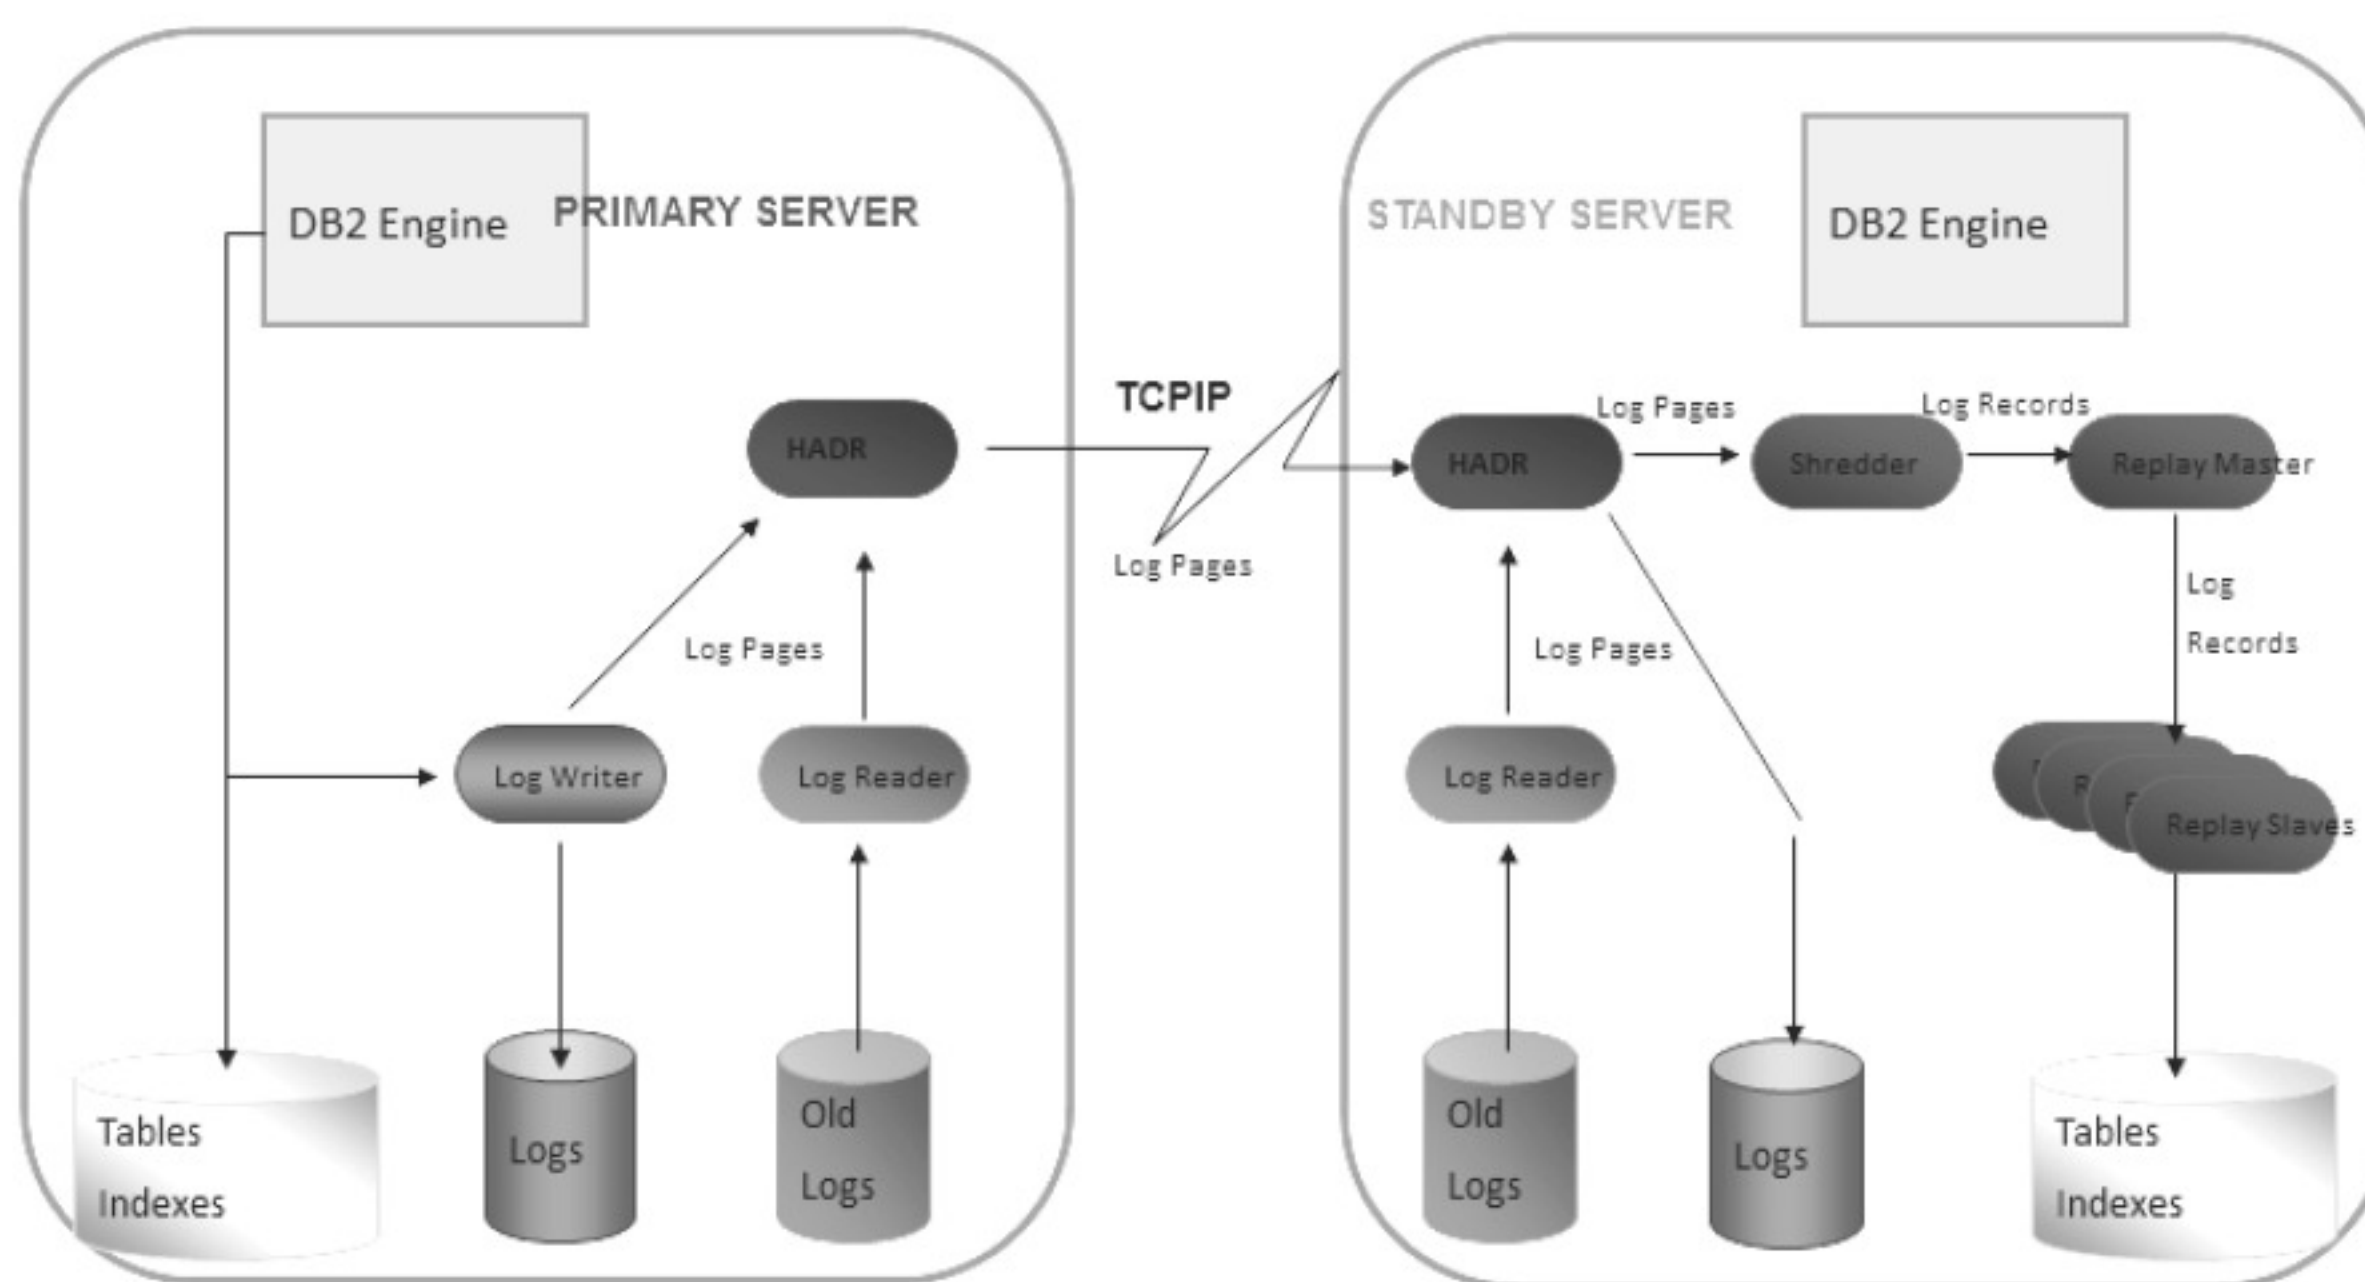 DB2 Engine
PRIMARY SERVER
STANDBY SERVER
DB2 Engine
TCPIP
HADR
Log Pages
HADR
Log Pages
Shredder
Log Records
Replay Master
Log Pages
Log Pages
Log
Records
Log Writer
Log Reader
Log Reader
Replay Slaves
Tables
Indexes
Logs
Old
Logs
Old
Logs
Logs
Tables
Indexes